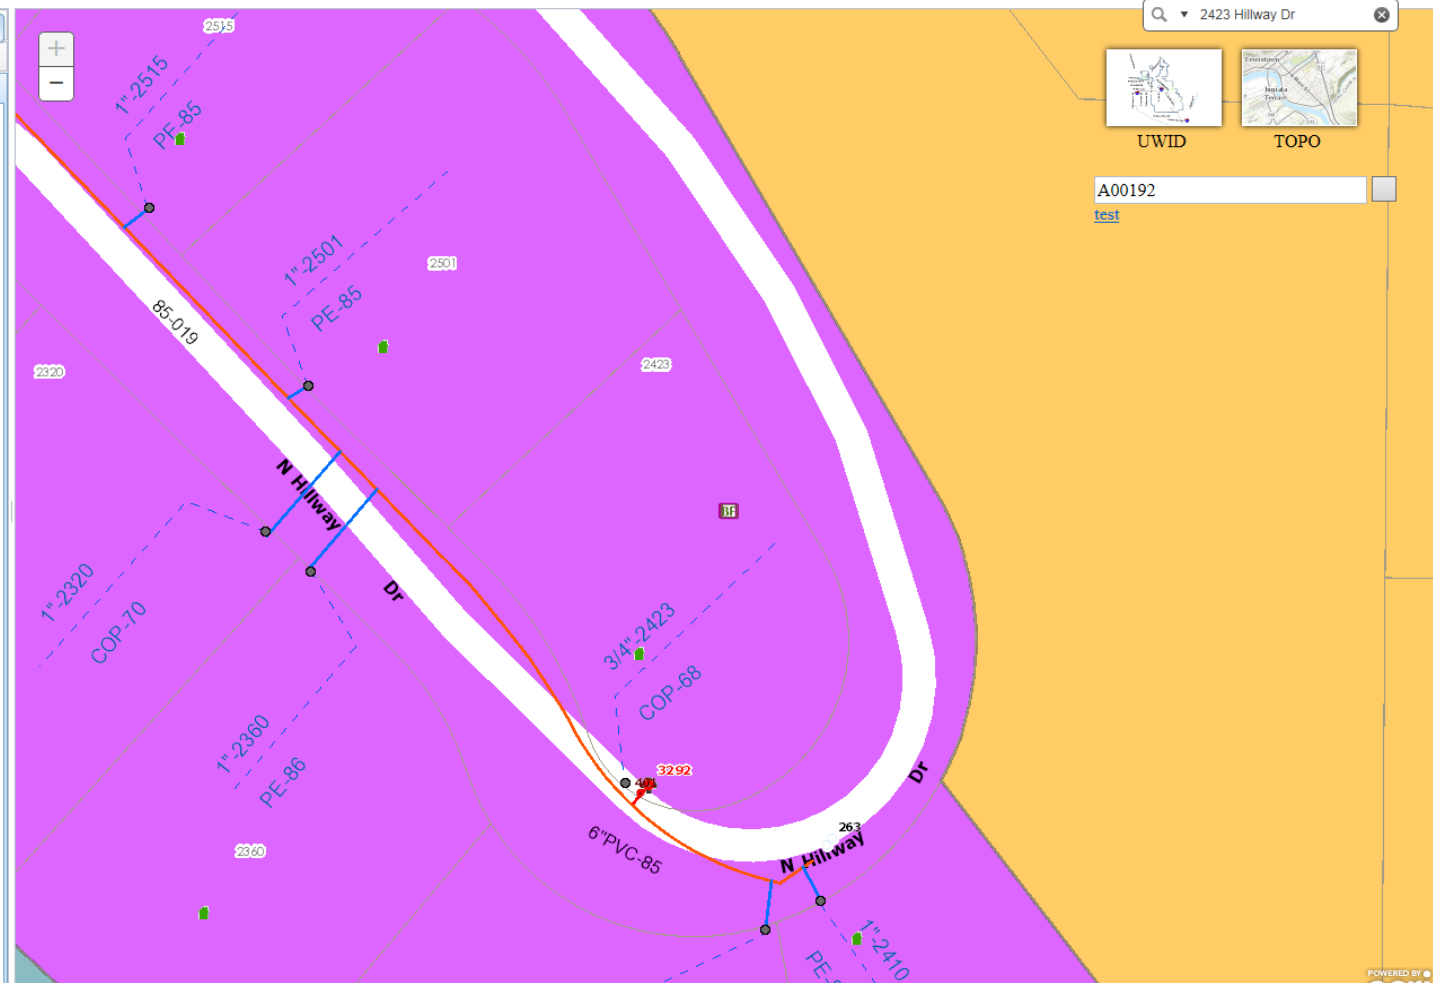 2515
2423 Hillway Dr
+
−
1"-2515
PE-85
UWID
TOPO
A00192
test
1"-2501
PE-85
2501
85-019
2320
2423
N Hillway
Dr
BF
1"-2320
COP-70
3/4"-2423
COP-68
1"-2360
PE-86
3292
6"PVC-85
263
N Hillway
Dr
2360
1"-2410
POWERED BY